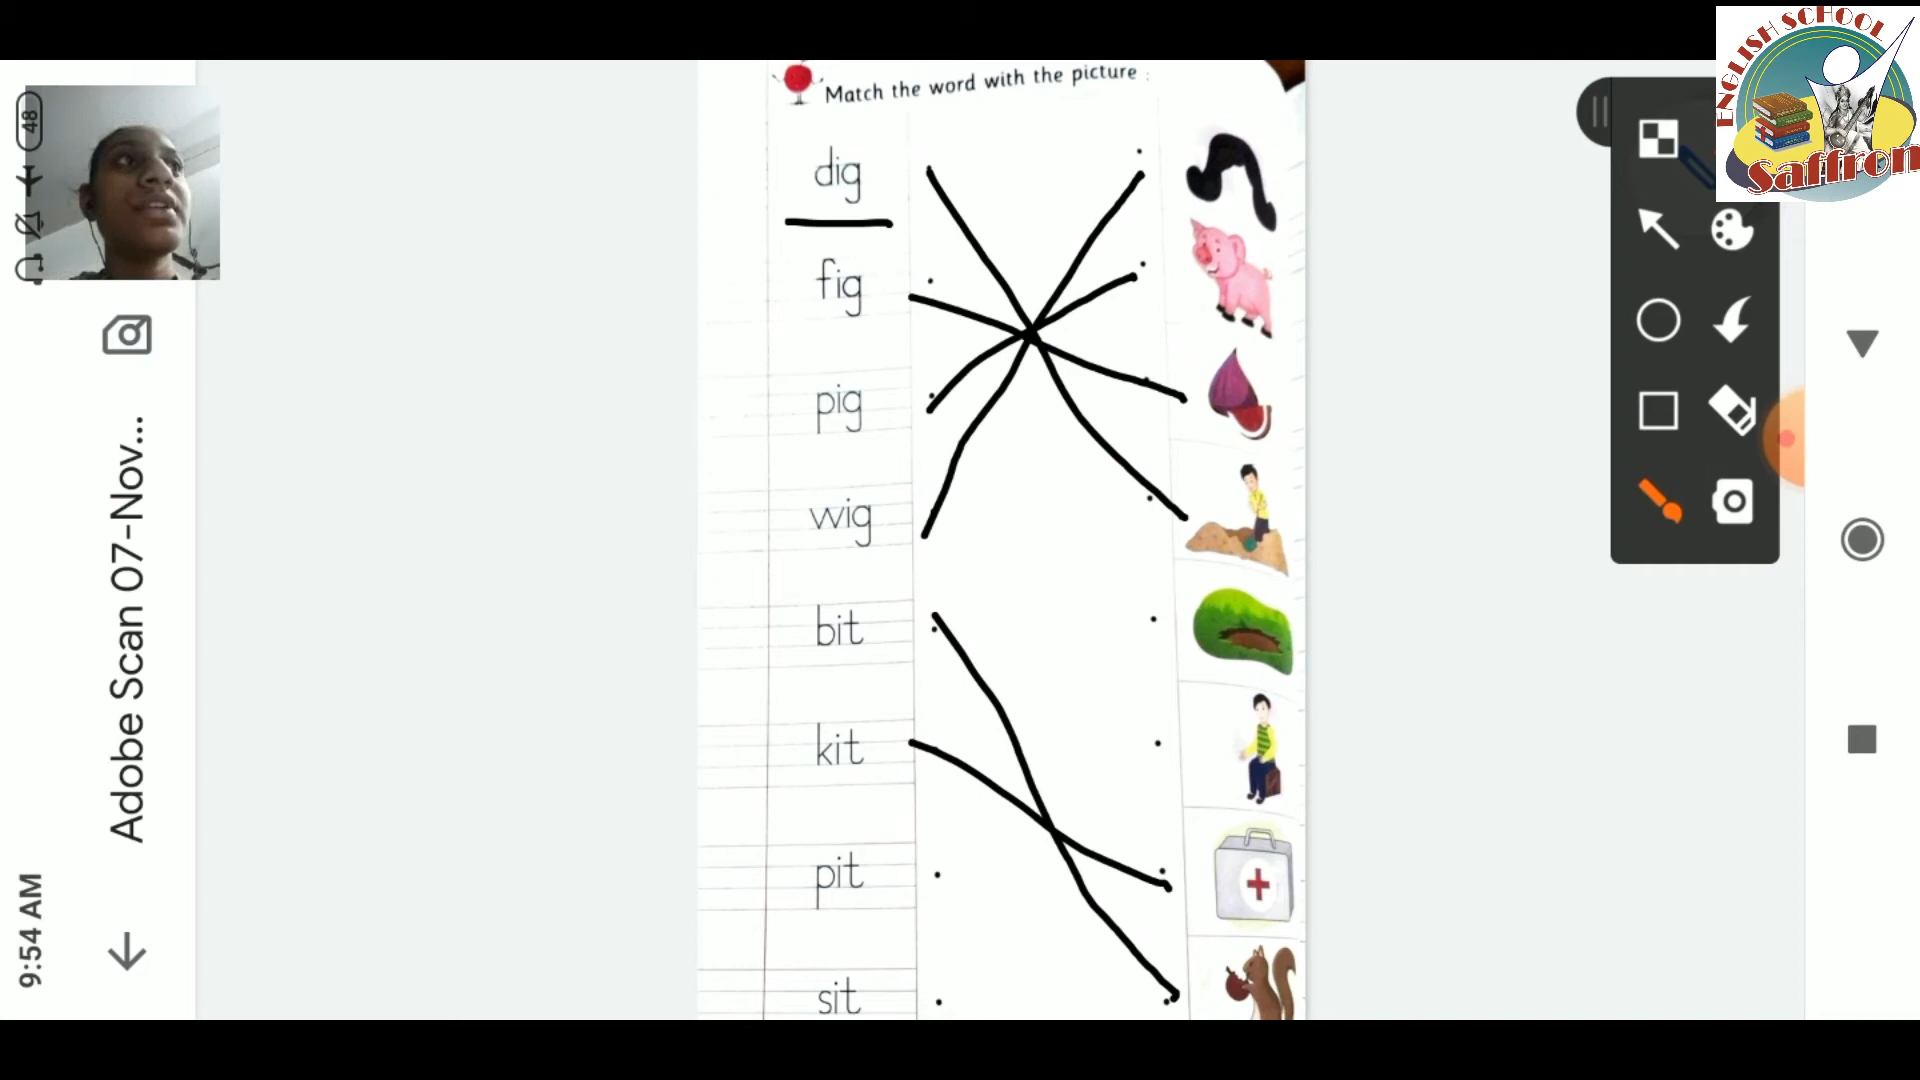 ENGLISH SCHOOL
Saffron
48
Adobe Scan 07-Nov...
9:54 AM
Match the word with the picture :
dig
fig
pig
wig
bit
kit
pit
sit